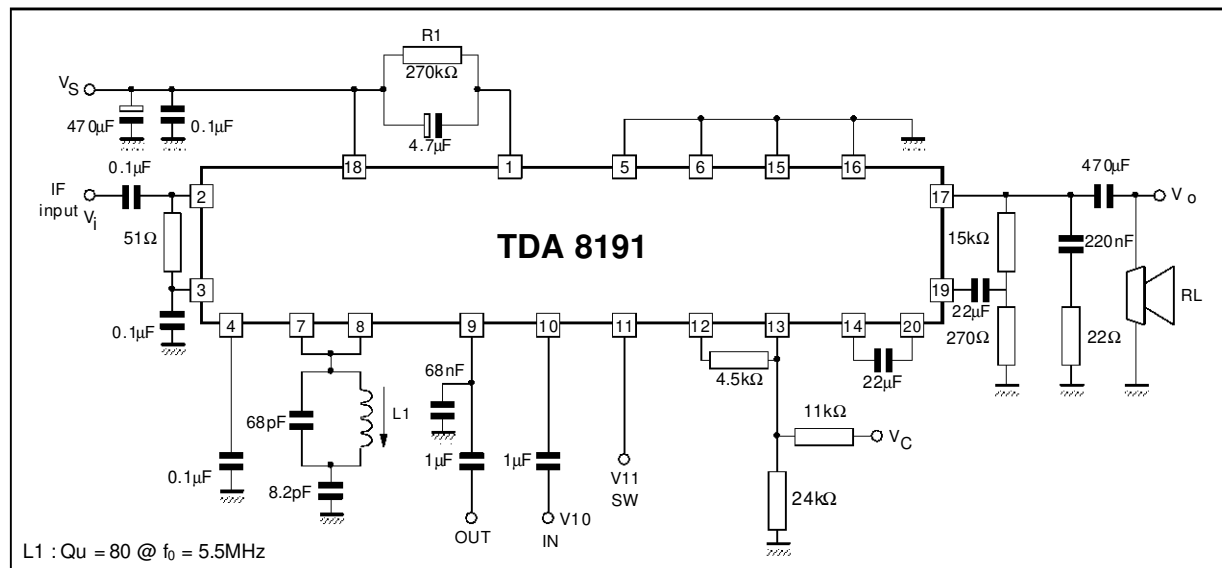 R1
270kΩ
4.7µF
VS
470µF
0.1µF
0.1µF
IF
input
Vi
51Ω
0.1µF
18
1
5
6
15
16
2
3
17
19
TDA 8191
4
7
8
9
10
11
12
13
14
20
470µF
Vo
15kΩ
220nF
RL
22µF
270Ω
22Ω
0.1µF
68pF
L1
8.2pF
68nF
1µF
OUT
1µF
V10
IN
V11
SW
4.5kΩ
22µF
11kΩ
VC
24kΩ
L1 : Qu = 80 @ f₀ = 5.5MHz